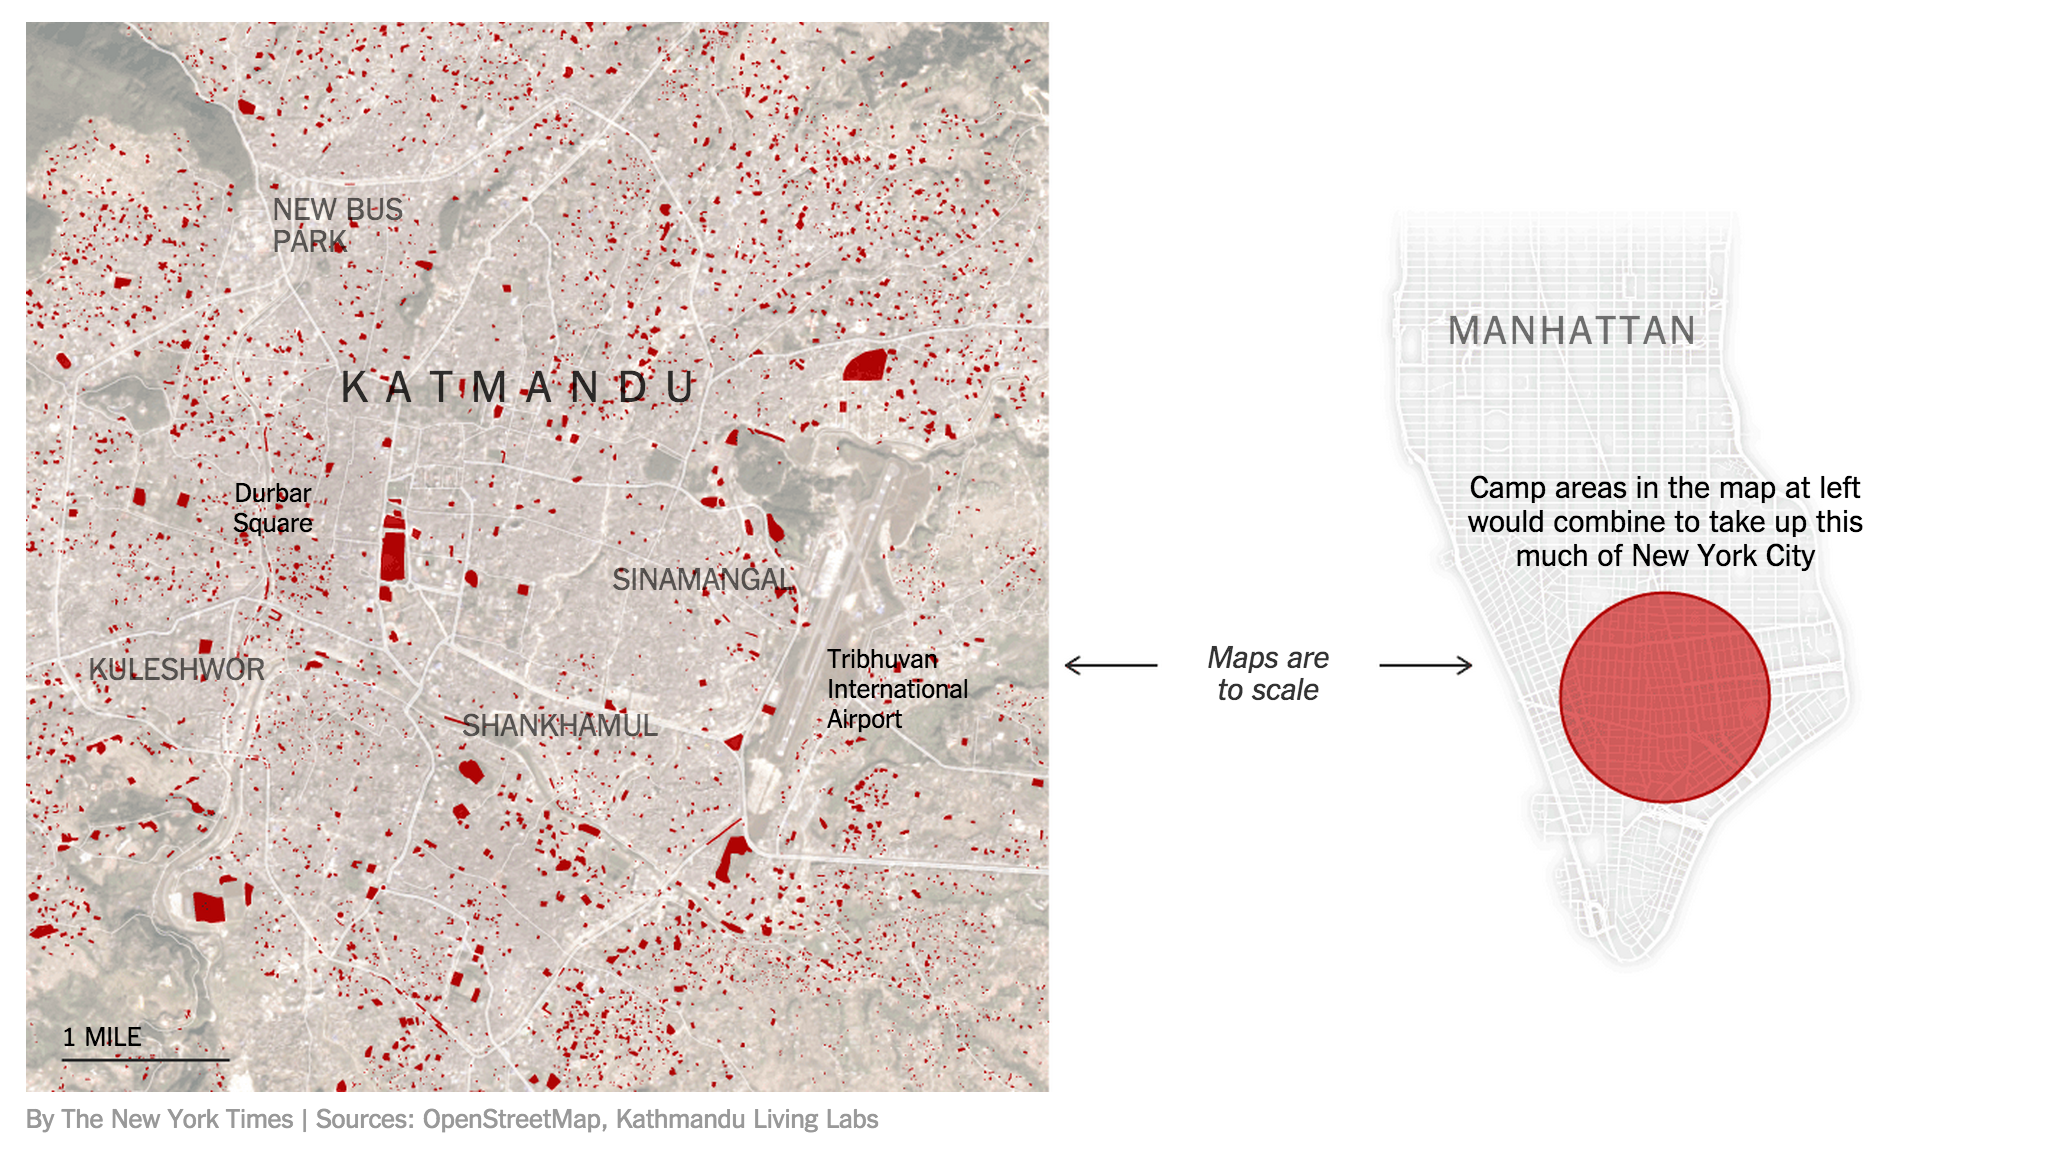 NEW BUS
PARK
KATMANDU
Durbar
Square
SINAMANGAL
KULESHWOR
Tribhuvan
International
Airport
SHANKHAMUL
1 MILE
Maps are
to scale
MANHATTAN
Camp areas in the map at left
would combine to take up this
much of New York City
By The New York Times | Sources: OpenStreetMap, Kathmandu Living Labs